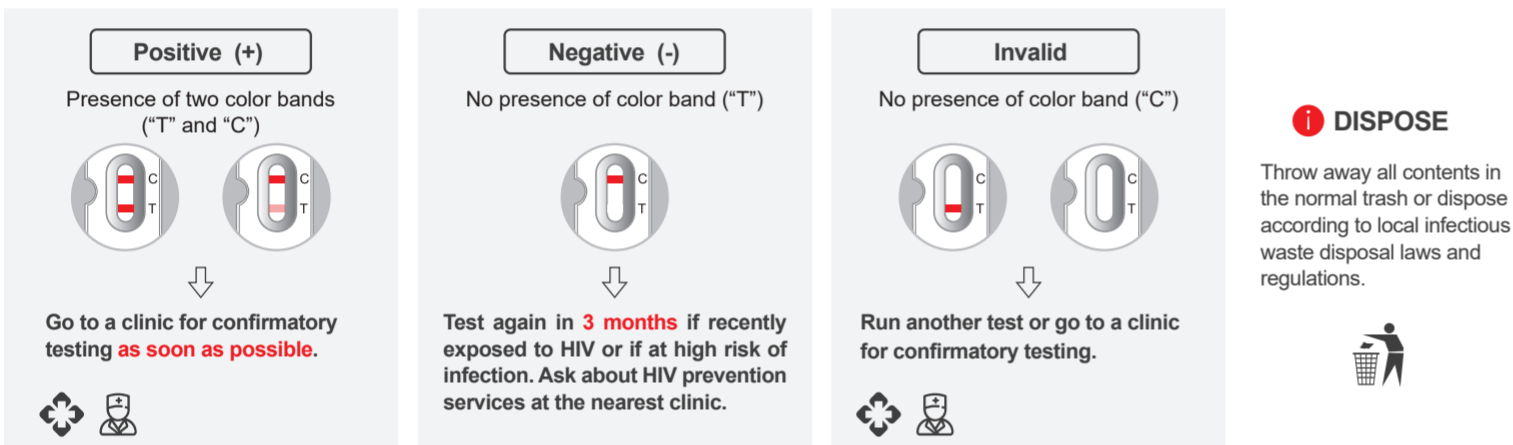 Positive (+)
Presence of two color bands
(“T” and “C”)
C
T
C
T
Go to a clinic for confirmatory
testing as soon as possible.
Negative (-)
No presence of color band (“T”)
C
T
Test again in 3 months if recently
exposed to HIV or if at high risk of
infection. Ask about HIV prevention
services at the nearest clinic.
Invalid
No presence of color band (“C”)
C
T
C
T
Run another test or go to a clinic
for confirmatory testing.
i DISPOSE
Throw away all contents in
the normal trash or dispose
according to local infectious
waste disposal laws and
regulations.